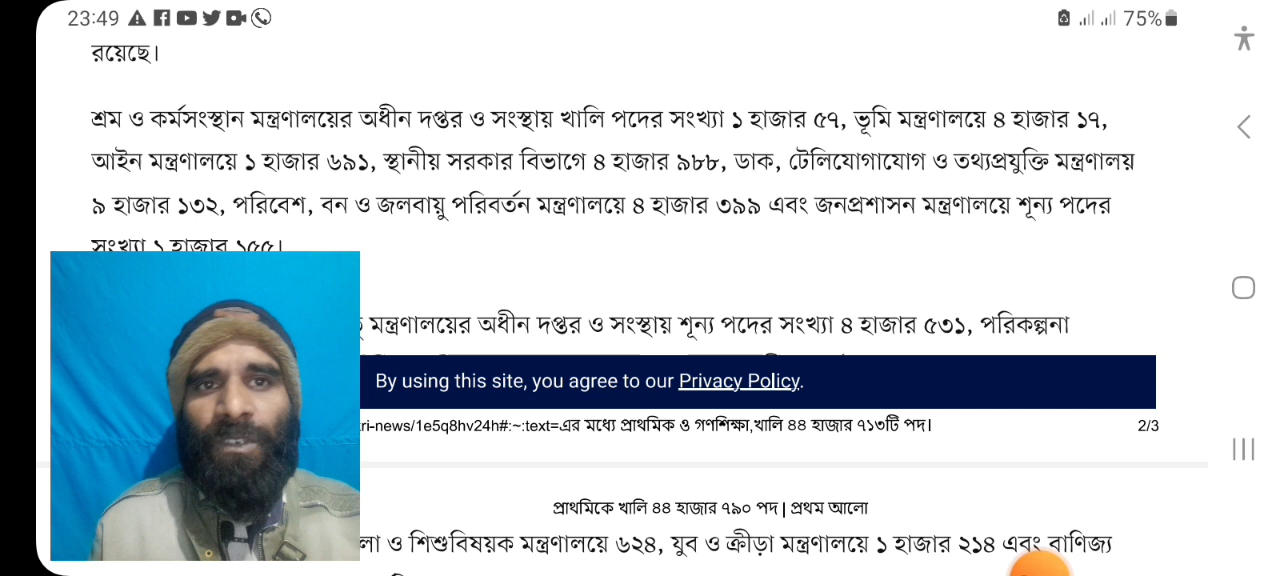 23:49
75%
রয়েছে।
শ্রম ও কর্মসংস্থান মন্ত্রণালয়ের অধীন দপ্তর ও সংস্থায় খালি পদের সংখ্যা ১ হাজার ৫৭, ভূমি মন্ত্রণালয়ে ৪ হাজার ১৭,
আইন মন্ত্রণালয়ে ১ হাজার ৬৯১, স্থানীয় সরকার বিভাগে ৪ হাজার ৯৮৮, ডাক, টেলিযোগাযোগ ও তথ্যপ্রযুক্তি মন্ত্রণালয়
৯ হাজার ১৩২, পরিবেশ, বন ও জলবায়ু পরিবর্তন মন্ত্রণালয়ে ৪ হাজার ৩৯৯ এবং জনপ্রশাসন মন্ত্রণালয়ে শূন্য পদের
সংখ্যা ১ হাজার ১৫৫।
মন্ত্রণালয়ের অধীন দপ্তর ও সংস্থায় শূন্য পদের সংখ্যা ৪ হাজার ৫৩১, পরিকল্পনা
By using this site, you agree to our Privacy Policy.
ri-news/1e5q8hv24h#:~:text=এর মধ্যে প্রাথমিক ও গণশিক্ষা,খালি ৪৪ হাজার ৭১৩টি পদ।
2/3
প্রাথমিকে খালি ৪৪ হাজার ৭৯০ পদ | প্রথম আলো
লা ও শিশুবিষয়ক মন্ত্রণালয়ে ৬২৪, যুব ও ক্রীড়া মন্ত্রণালয়ে ১ হাজার ২১৪ এবং বাণিজ্য